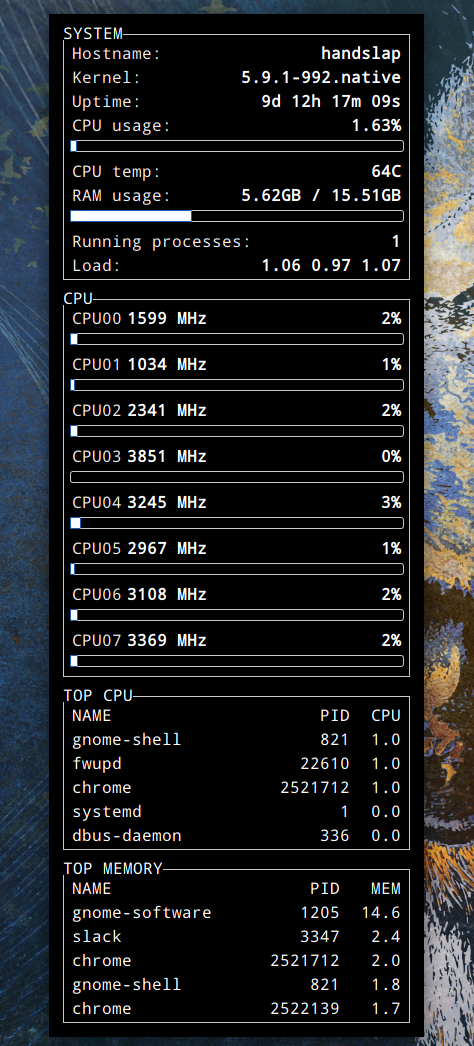 SYSTEM
Hostname: handslap
Kernel: 5.9.1-992.native
Uptime: 9d 12h 17m 09s
CPU usage: 1.63%
CPU temp: 64C
RAM usage: 5.62GB / 15.51GB
Running processes: 1
Load: 1.06 0.97 1.07
CPU
CPU00 1599 MHz 2%
CPU01 1034 MHz 1%
CPU02 2341 MHz 2%
CPU03 3851 MHz 0%
CPU04 3245 MHz 3%
CPU05 2967 MHz 1%
CPU06 3108 MHz 2%
CPU07 3369 MHz 2%
TOP CPU
NAME PID CPU
gnome-shell 821 1.0
fwupd 22610 1.0
chrome 2521712 1.0
systemd 1 0.0
dbus-daemon 336 0.0
TOP MEMORY
NAME PID MEM
gnome-software 1205 14.6
slack 3347 2.4
chrome 2521712 2.0
gnome-shell 821 1.8
chrome 2522139 1.7